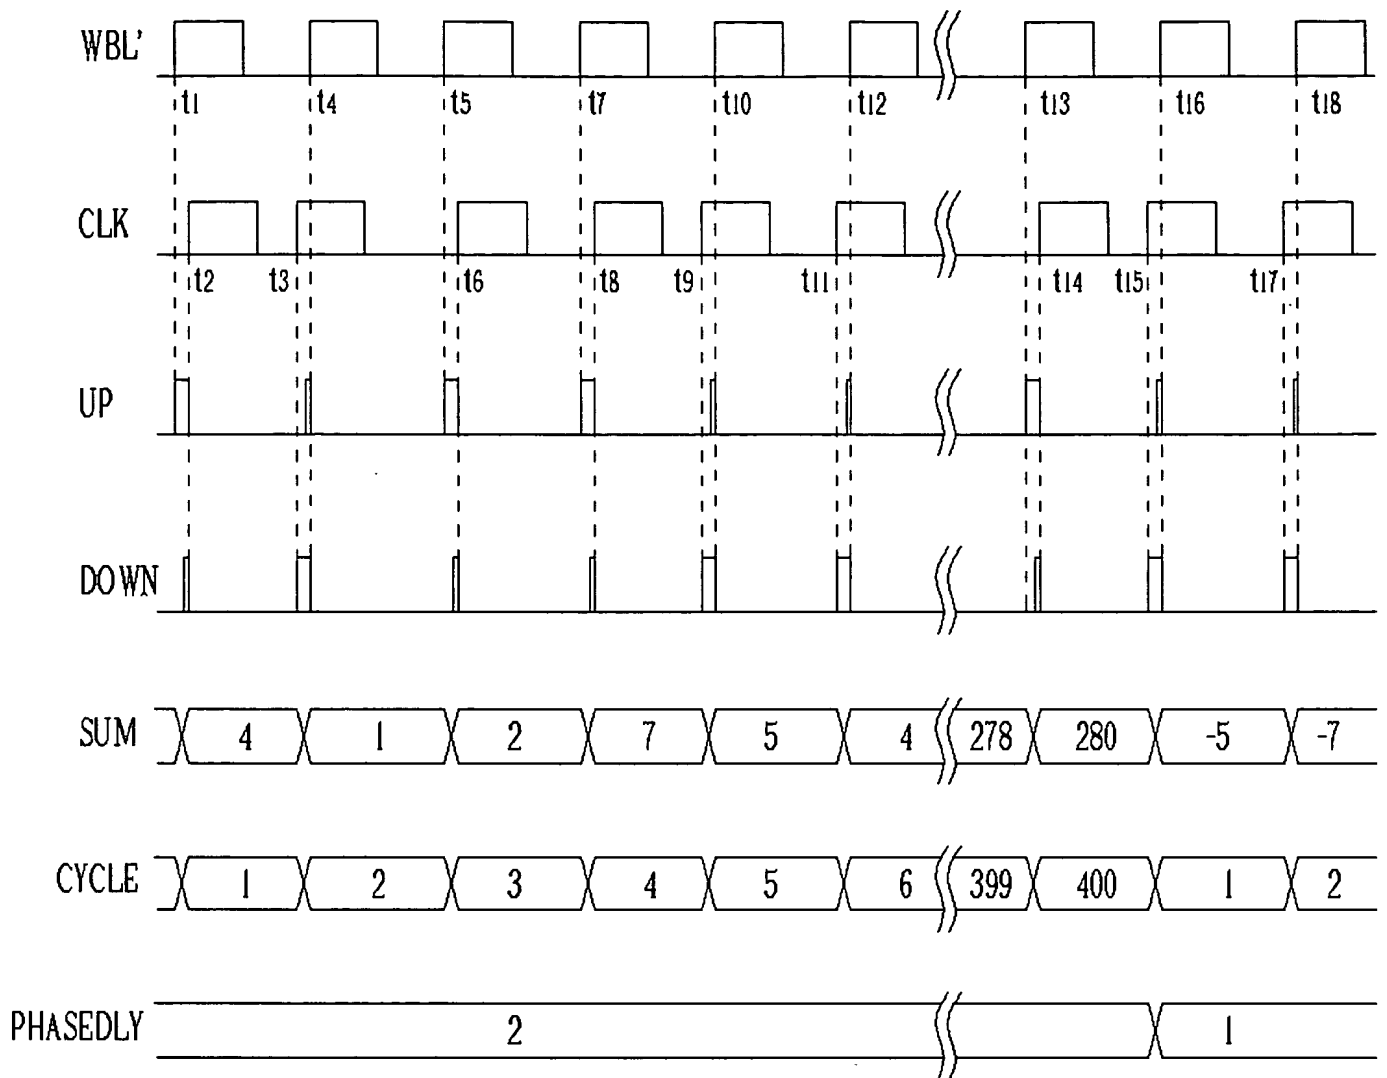 WBL'
t1 t4 t5 t7 t10 t12 t13 t16 t18
CLK
t2 t3 t6 t8 t9 t11 t14 t15 t17
UP
DOWN
SUM 4 1 2 7 5 4 278 280 -5 -7
CYCLE 1 2 3 4 5 6 399 400 1 2
PHASEDLY 2 1